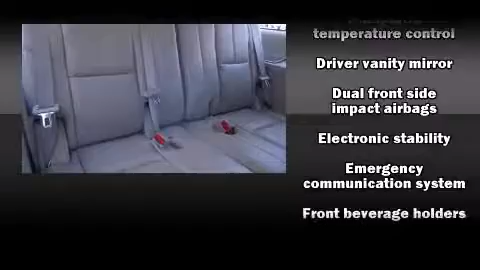 temperature control
Driver vanity mirror
Dual front side
impact airbags
Electronic stability
Emergency
communication system
Front beverage holders